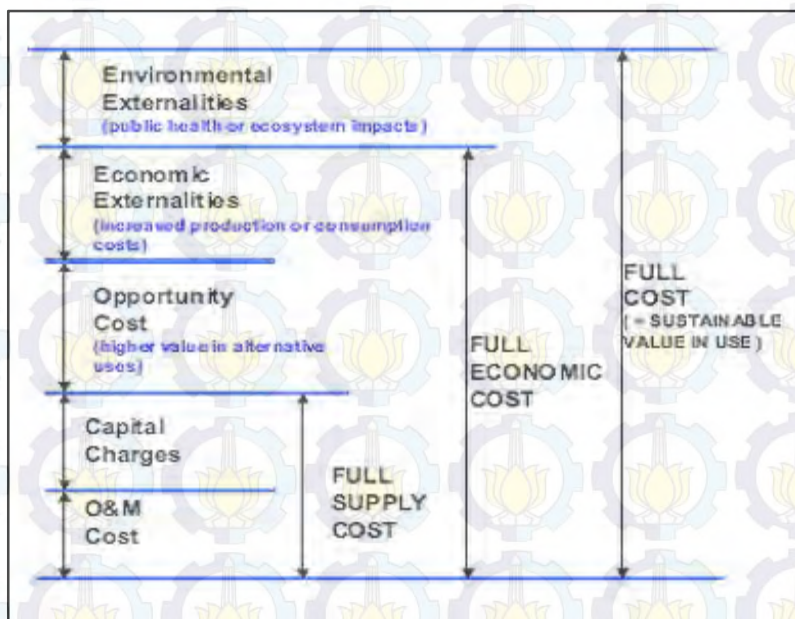 Environmental
Externalities
(public health or ecosystem impacts)
Economic
Externalities
(increased production or consumption
costs)
Opportunity
Cost
(higher value in alternative
uses)
Capital
Charges
O&M
Cost
FULL
SUPPLY
COST
FULL
ECONOMIC
COST
FULL
COST
( = SUSTAINABLE
VALUE IN USE )